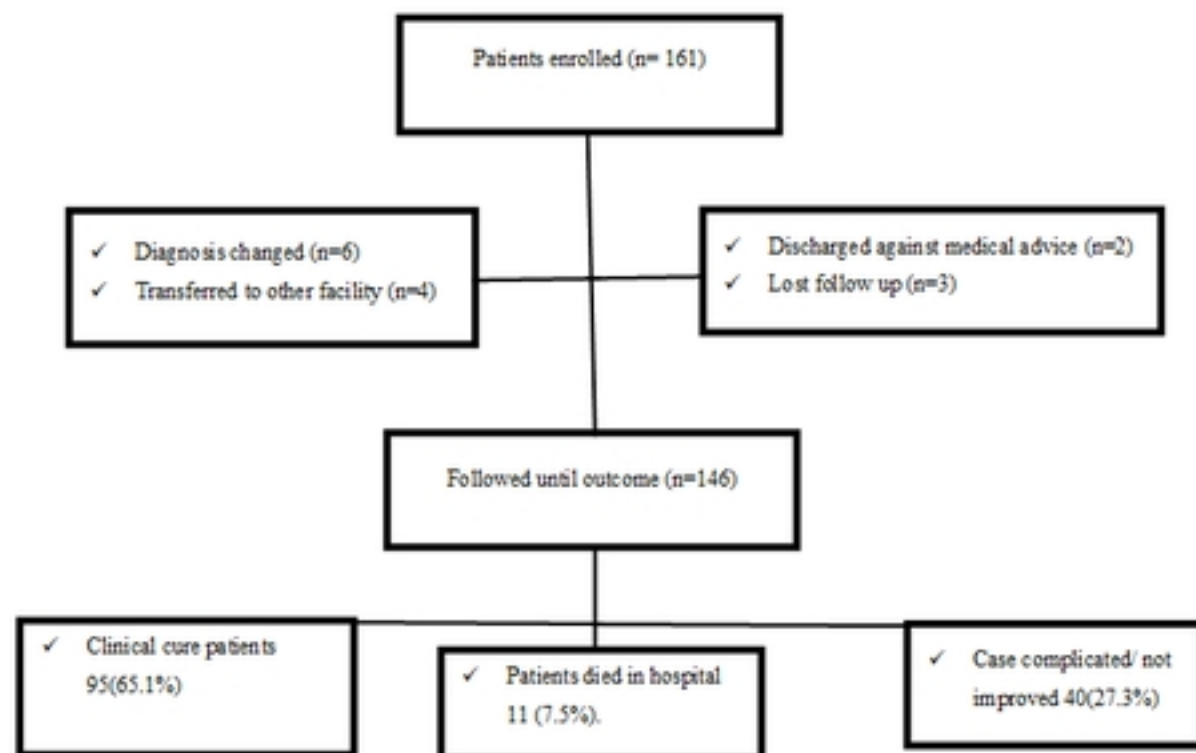 Patients enrolled (n= 161)
✓ Diagnosis changed (n=6)
✓ Transferred to other facility (n=4)
✓ Discharged against medical advice (n=2)
✓ Lost follow up (n=3)
Followed until outcome (n=146)
✓ Clinical cure patients
95(65.1%)
✓ Patients died in hospital
11 (7.5%).
✓ Case complicated/ not
improved 40(27.3%)